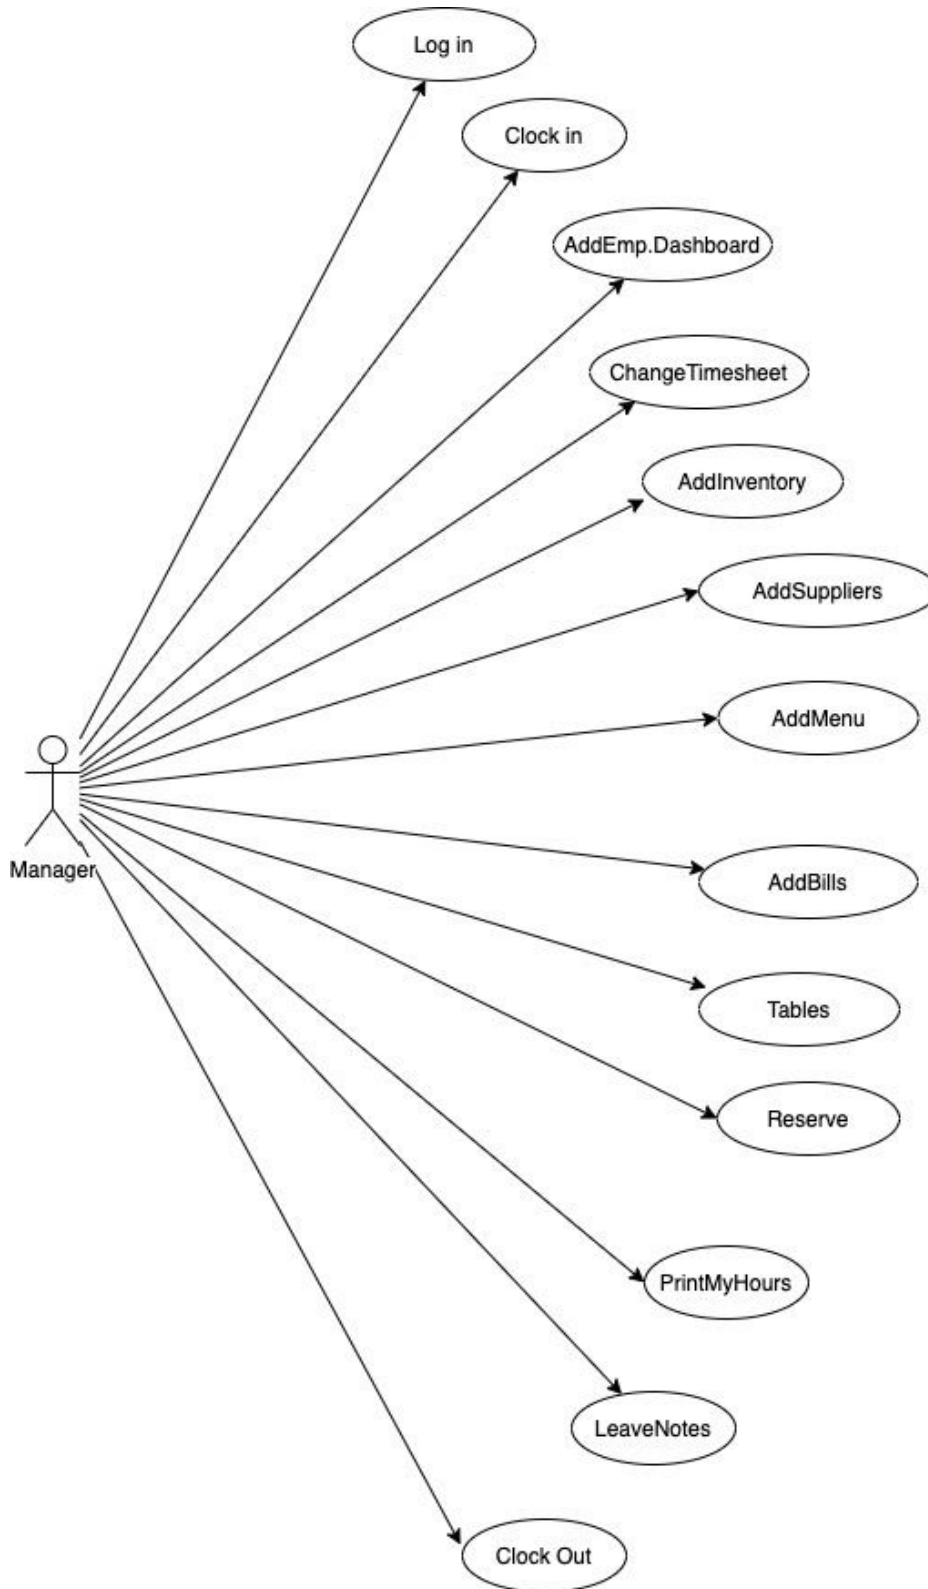 Log in
Clock in
AddEmp.Dashboard
ChangeTimesheet
AddInventory
AddSuppliers
AddMenu
Manager
AddBills
Tables
Reserve
PrintMyHours
LeaveNotes
Clock Out